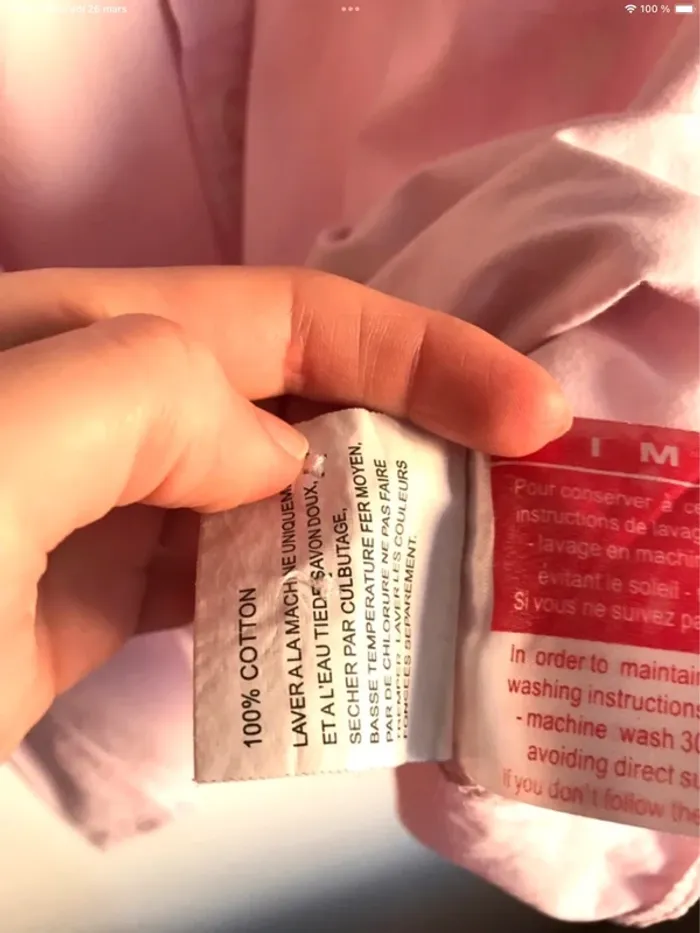 26 mars
100 %
100% COTTON
LAVER A LA MACHINE UNIQUEM
ET A L'EAU TIEDE SAVON DOUX,
SECHER PAR CULBUTAGE,
BASSE TEMPERATURE FER MOYEN,
PAR DE CHLORURE NE PAS FAIRE
TREMPER LAVER LES COULEURS
FONCEES SEPAREMENT.
I M
Pour conserver à c
instructions de lavag
- lavage en mach
évitant le soleil -
Si vous ne suivez pa
In order to maintain
washing instructions
- machine wash 30
avoiding direct su
If you don't follow the